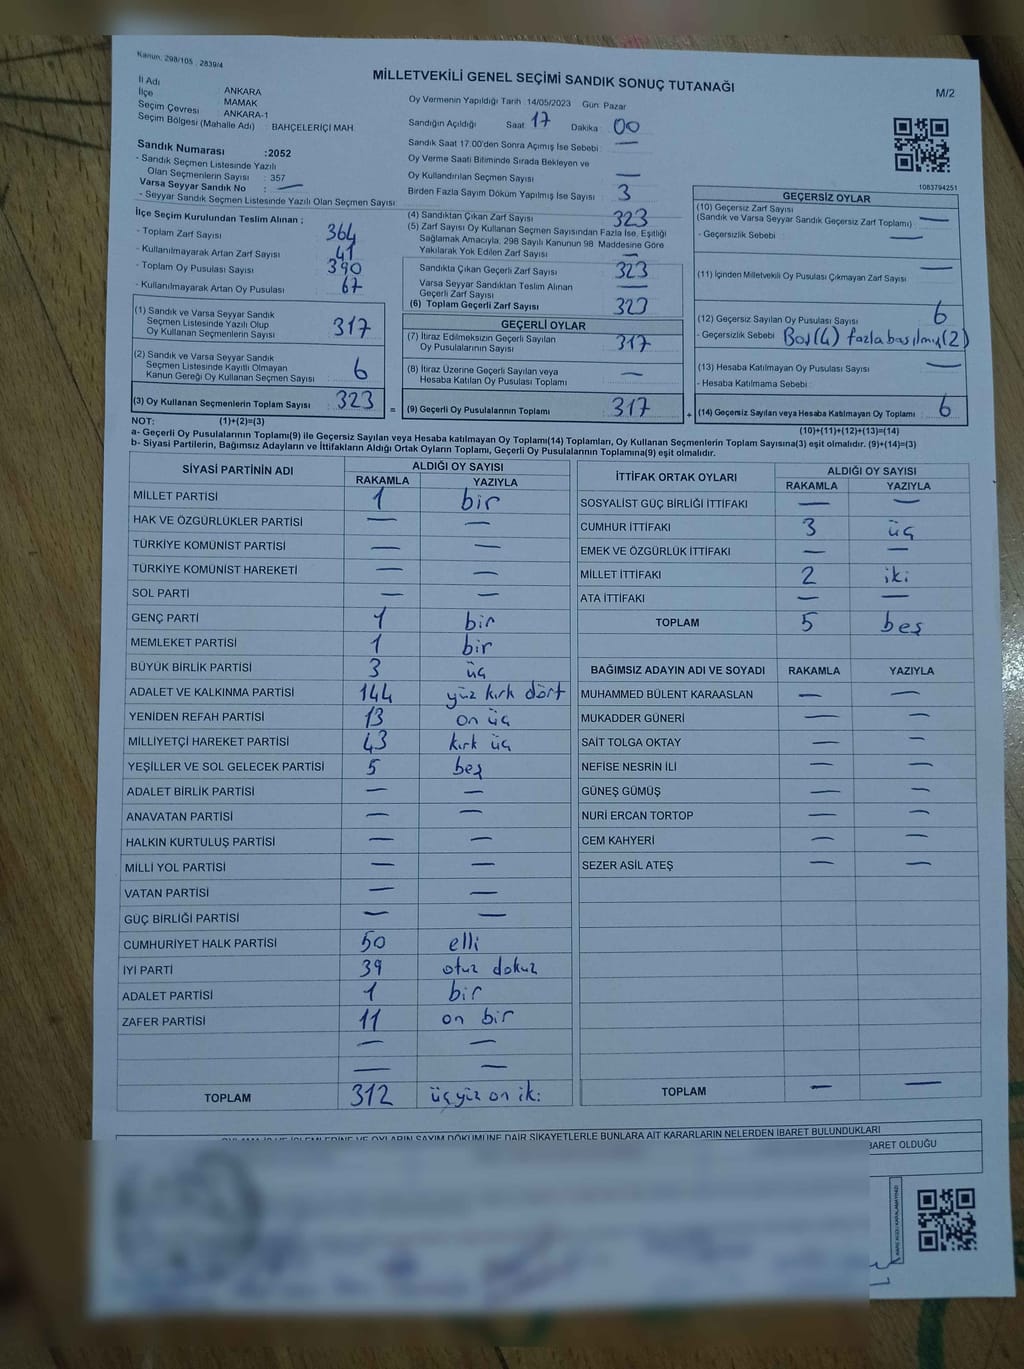 Kanun, 298/105 , 2839/4
MİLLETVEKİLİ GENEL SEÇİMİ SANDIK SONUÇ TUTANAĞI
M/2
İl Adı ANKARA
İlçe MAMAK
Seçim Çevresi ANKARA-1
Seçim Bölgesi (Mahalle Adı) : BAHÇELERİÇİ MAH.
Oy Vermenin Yapıldığı Tarih 14/05/2023 Gün: Pazar
Sandığın Açıldığı Saat 17 Dakika 00
Sandık Saat 17:00'den Sonra Açılmış İse Sebebi : —
Oy Verme Saati Bitiminde Sırada Bekleyen ve
Oy Kullandırılan Seçmen Sayısı —
Birden Fazla Sayım Döküm Yapılmış İse Sayısı 3
1083794251
Sandık Numarası :2052
- Sandık Seçmen Listesinde Yazılı
Olan Seçmenlerin Sayısı : 357
Varsa Seyyar Sandık No : —
- Seyyar Sandık Seçmen Listesinde Yazılı Olan Seçmen Sayısı
İlçe Seçim Kurulundan Teslim Alınan ;
- Toplam Zarf Sayısı 364
- Kullanılmayarak Artan Zarf Sayısı 41
- Toplam Oy Pusulası Sayısı 390
- Kullanılmayarak Artan Oy Pusulası 67
(1) Sandık ve Varsa Seyyar Sandık
Seçmen Listesinde Yazılı Olup
Oy Kullanan Seçmenlerin Sayısı 317
(2) Sandık ve Varsa Seyyar Sandık
Seçmen Listesinde Kayıtlı Olmayan
Kanun Gereği Oy Kullanan Seçmen Sayısı 6
(3) Oy Kullanan Seçmenlerin Toplam Sayısı 323
(4) Sandıktan Çıkan Zarf Sayısı 323
(5) Zarf Sayısı Oy Kullanan Seçmen Sayısından Fazla İse, Eşitliği
Sağlamak Amacıyla, 298 Sayılı Kanunun 98. Maddesine Göre
Yakılarak Yok Edilen Zarf Sayısı —
Sandıkta Çıkan Geçerli Zarf Sayısı 323
Varsa Seyyar Sandıktan Teslim Alınan
Geçerli Zarf Sayısı —
(6) Toplam Geçerli Zarf Sayısı 323
GEÇERLİ OYLAR
(7) İtiraz Edilmeksizin Geçerli Sayılan
Oy Pusulalarının Sayısı 317
(8) İtiraz Üzerine Geçerli Sayılan veya
Hesaba Katılan Oy Pusulası Toplamı —
= (9) Geçerli Oy Pusulalarının Toplamı 317
GEÇERSİZ OYLAR
(10) Geçersiz Zarf Sayısı —
(Sandık ve Varsa Seyyar Sandık Geçersiz Zarf Toplamı)
- Geçersizlik Sebebi —
(11) İçinden Milletvekili Oy Pusulası Çıkmayan Zarf Sayısı —
(12) Geçersiz Sayılan Oy Pusulası Sayısı 6
- Geçersizlik Sebebi Boş(4) fazla basılmış(2)
(13) Hesaba Katılmayan Oy Pusulası Sayısı —
- Hesaba Katılmama Sebebi
+ (14) Geçersiz Sayılan veya Hesaba Katılmayan Oy Toplamı 6
NOT: (1)+(2)=(3)
(10)+(11)+(12)+(13)=(14)
a- Geçerli Oy Pusulalarının Toplamı(9) ile Geçersiz Sayılan veya Hesaba katılmayan Oy Toplamı(14) Toplamları, Oy Kullanan Seçmenlerin Toplam Sayısına(3) eşit olmalıdır. (9)+(14)=(3)
b- Siyasi Partilerin, Bağımsız Adayların ve İttifakların Aldığı Ortak Oyların Toplamı, Geçerli Oy Pusulalarının Toplamına(9) eşit olmalıdır.
SİYASİ PARTİNİN ADI ALDIĞI OY SAYISI
RAKAMLA YAZIYLA
MİLLET PARTİSİ 1 bir
HAK VE ÖZGÜRLÜKLER PARTİSİ — —
TÜRKİYE KOMÜNİST PARTİSİ — —
TÜRKİYE KOMÜNİST HAREKETİ — —
SOL PARTİ — —
GENÇ PARTİ 1 bir
MEMLEKET PARTİSİ 1 bir
BÜYÜK BİRLİK PARTİSİ 3 üç
ADALET VE KALKINMA PARTİSİ 144 yüz kırk dört
YENİDEN REFAH PARTİSİ 13 on üç
MİLLİYETÇİ HAREKET PARTİSİ 43 kırk üç
YEŞİLLER VE SOL GELECEK PARTİSİ 5 beş
ADALET BİRLİK PARTİSİ — —
ANAVATAN PARTİSİ — —
HALKIN KURTULUŞ PARTİSİ — —
MİLLİ YOL PARTİSİ — —
VATAN PARTİSİ — —
GÜÇ BİRLİĞİ PARTİSİ — —
CUMHURİYET HALK PARTİSİ 50 elli
İYİ PARTİ 39 otuz dokuz
ADALET PARTİSİ 1 bir
ZAFER PARTİSİ 11 on bir
— —
— —
TOPLAM 312 üçyüz on iki
İTTİFAK ORTAK OYLARI ALDIĞI OY SAYISI
RAKAMLA YAZIYLA
SOSYALİST GÜÇ BİRLİĞİ İTTİFAKI — —
CUMHUR İTTİFAKI 3 üç
EMEK VE ÖZGÜRLÜK İTTİFAKI — —
MİLLET İTTİFAKI 2 iki
ATA İTTİFAKI — —
TOPLAM 5 beş
BAĞIMSIZ ADAYIN ADI VE SOYADI RAKAMLA YAZIYLA
MUHAMMED BÜLENT KARAASLAN — —
MUKADDER GÜNERİ — —
SAİT TOLGA OKTAY — —
NEFİSE NESRİN İLİ — —
GÜNEŞ GÜMÜŞ — —
NURİ ERCAN TORTOP — —
CEM KAHYERİ — —
SEZER ASİL ATEŞ — —
TOPLAM — —
OYLAMA İŞ VE İŞLEMLERİNE VE OYLARIN SAYIM DÖKÜMÜNE DAİR ŞİKAYETLERLE BUNLARA AİT KARARLARIN NELERDEN İBARET BULUNDUKLARI
BARET OLDUĞU